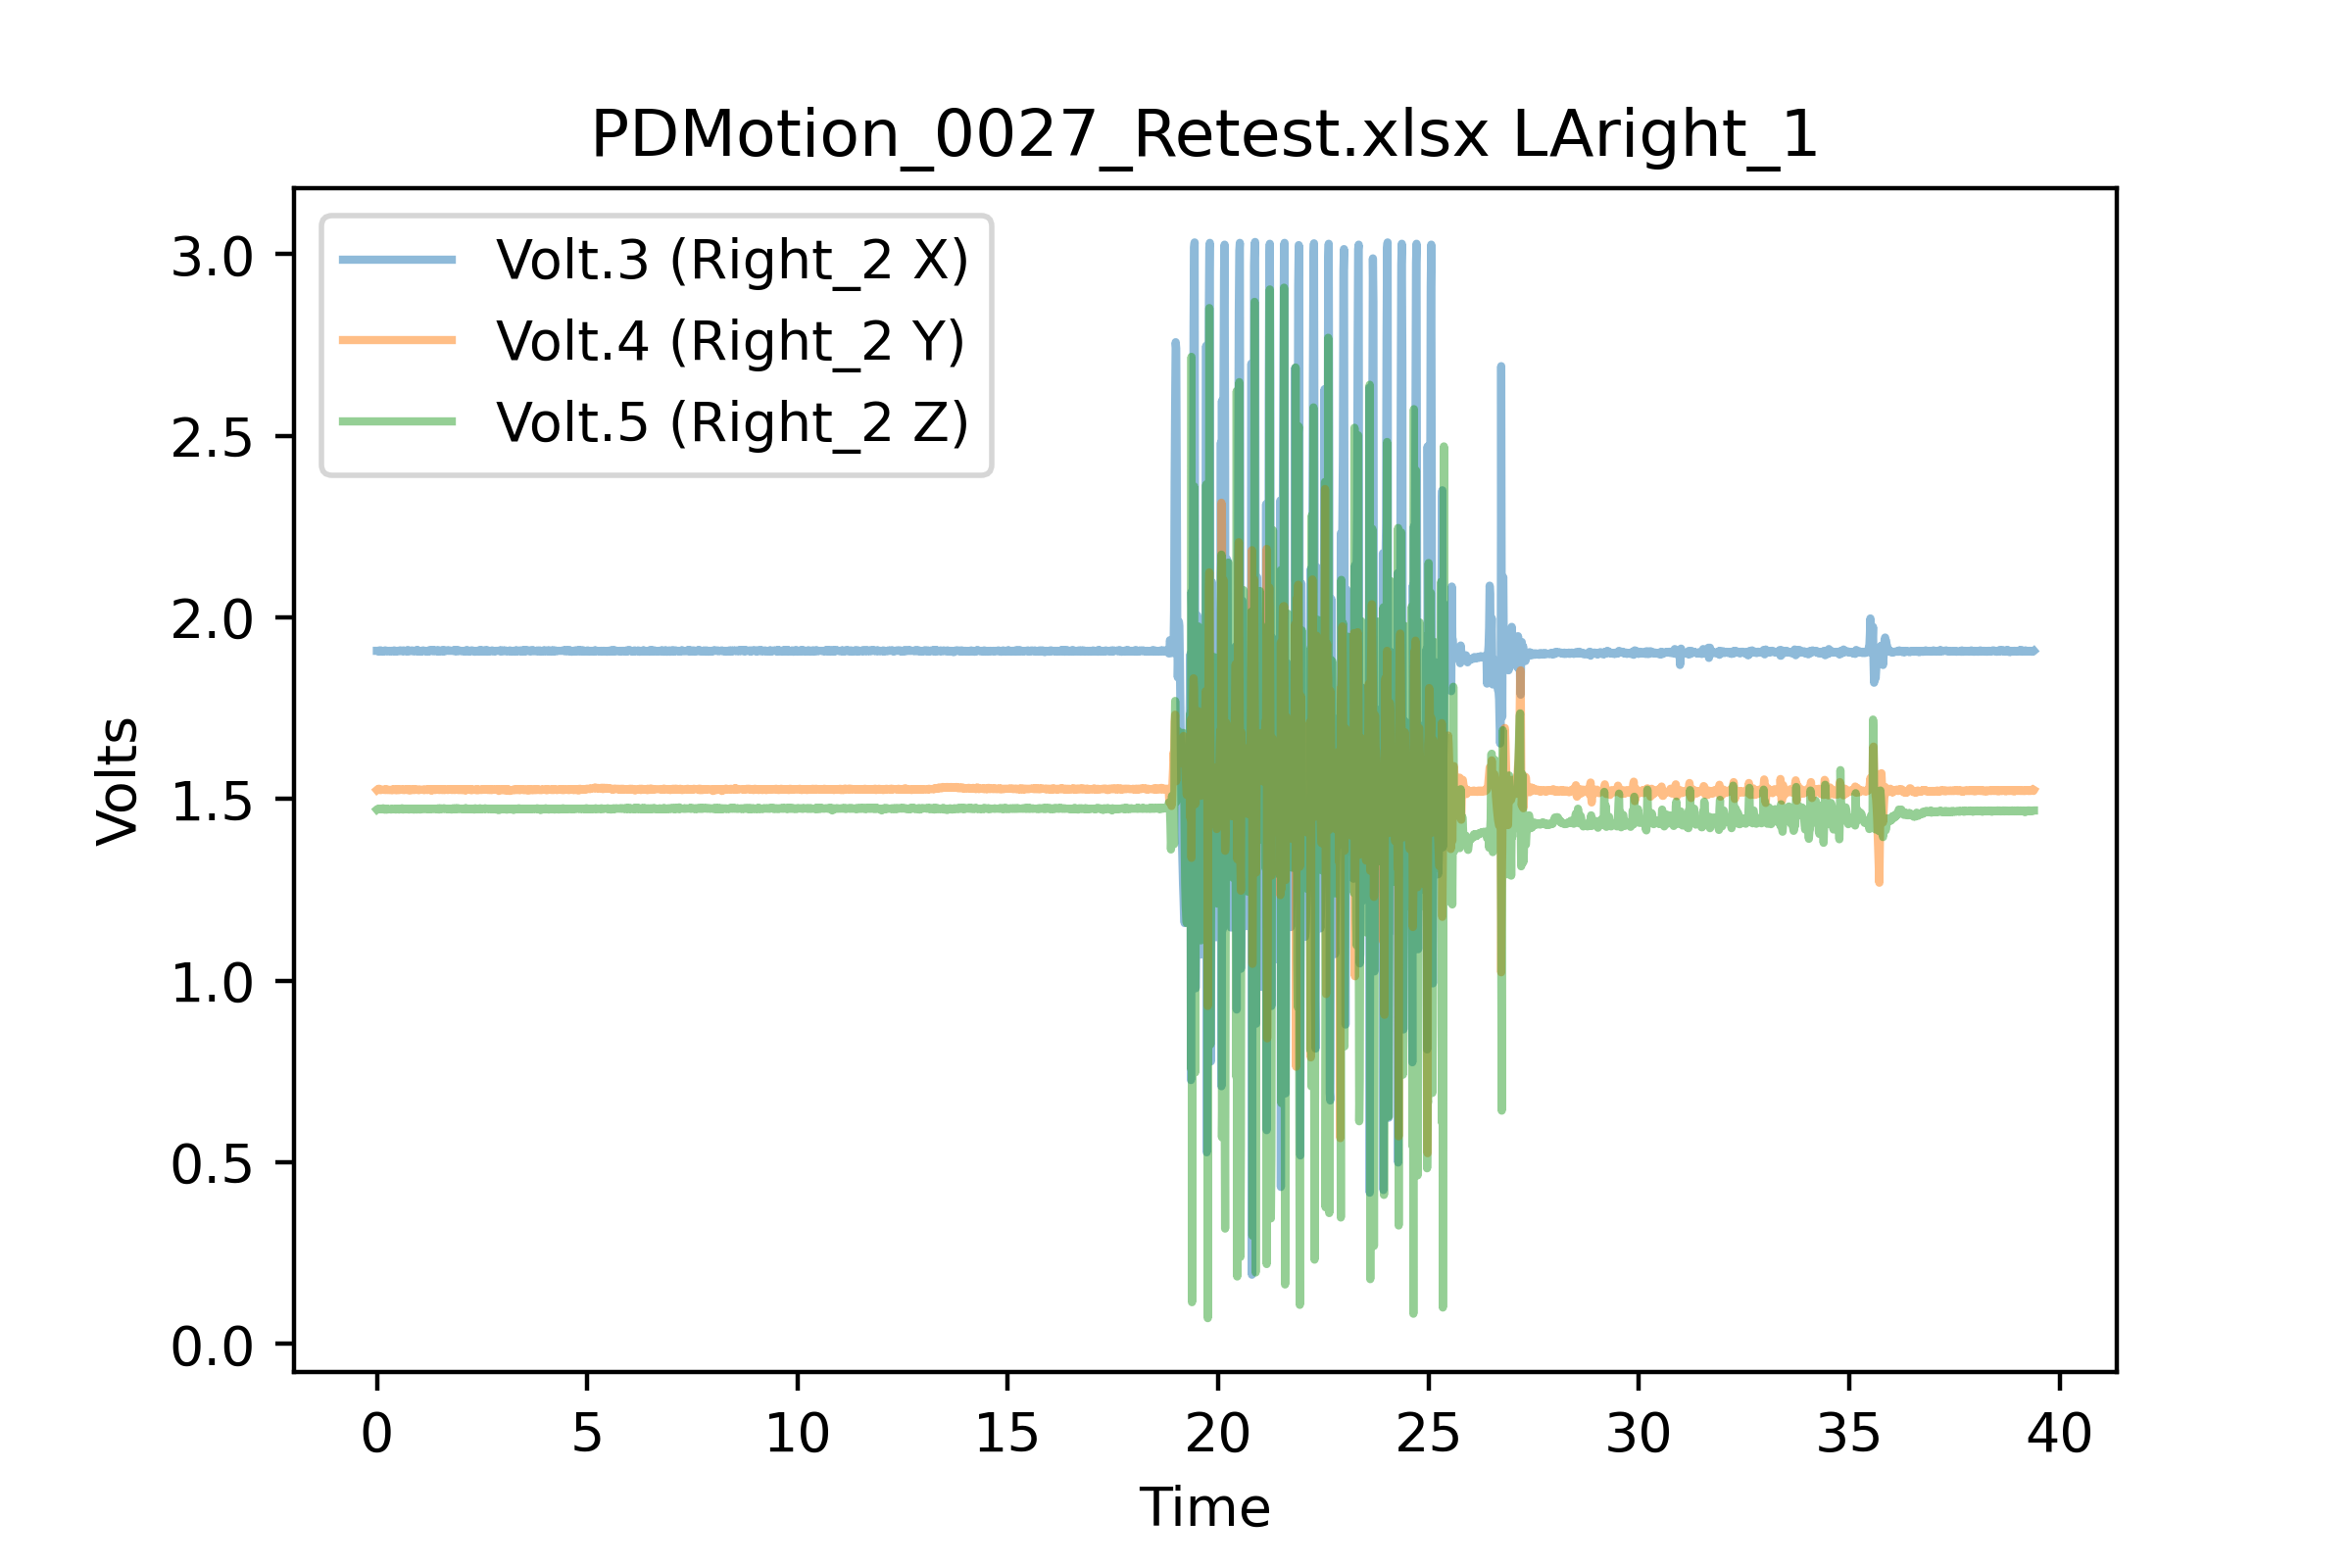 PDMotion_0027_Retest.xlsx LAright_1
Volt.3 (Right_2 X)
Volt.4 (Right_2 Y)
Volt.5 (Right_2 Z)
3.0
2.5
2.0
1.5
1.0
0.5
0.0
Volts
0 5 10 15 20 25 30 35 40
Time